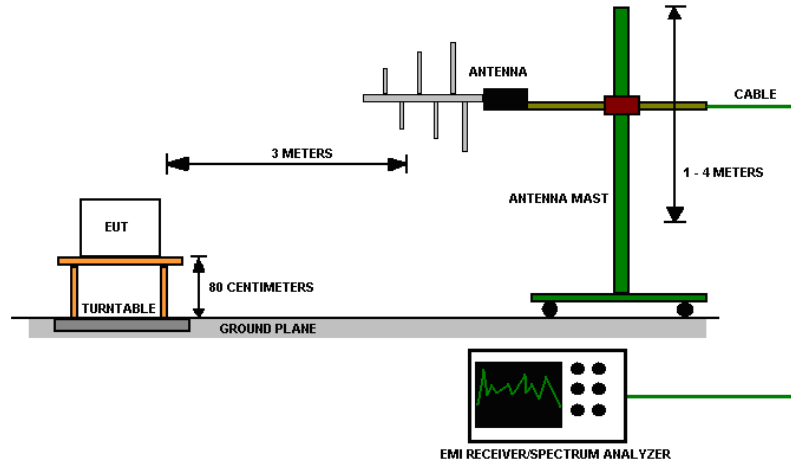 ANTENNA
CABLE
3 METERS
1 - 4 METERS
ANTENNA MAST
EUT
80 CENTIMETERS
TURNTABLE
GROUND PLANE
EMI RECEIVER/SPECTRUM ANALYZER